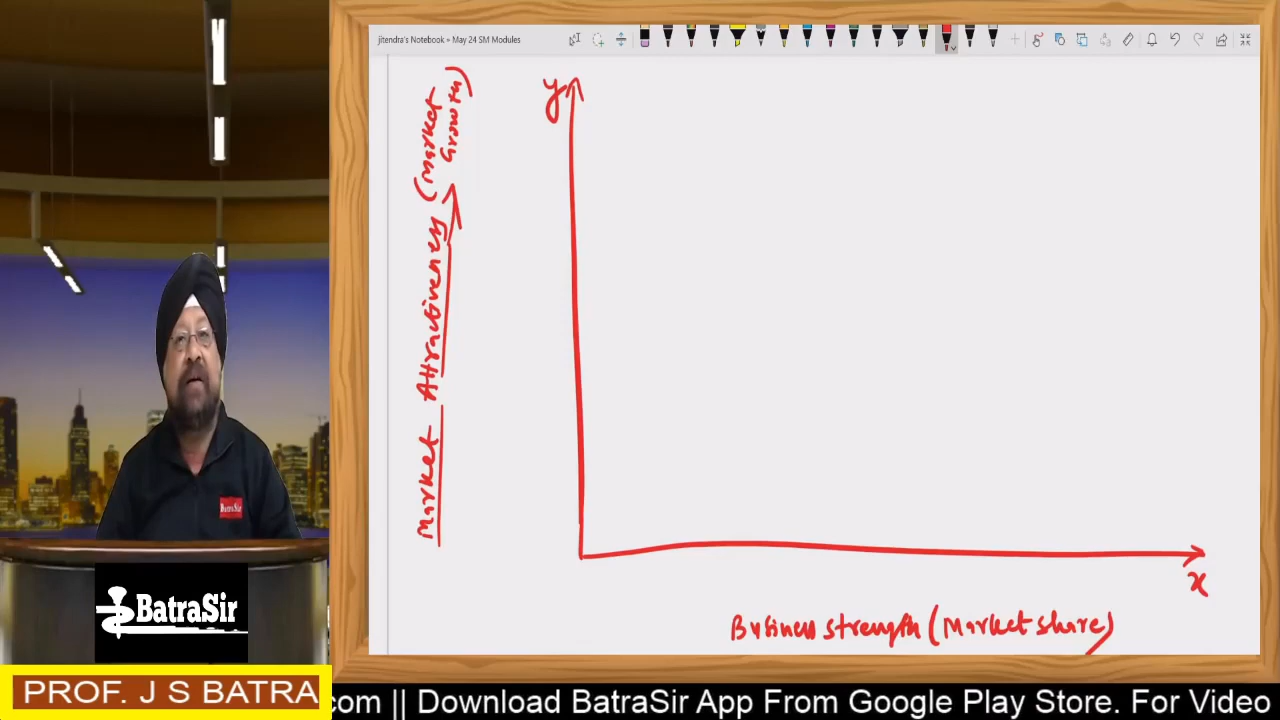 jitendra's Notebook » May 24 SM Modules
y
Market Attractiveness (Market
Growth)
x
Business strength (Market share)
BatraSir
BatraSir
PROF. J S BATRA
com || Download BatraSir App From Google Play Store. For Video